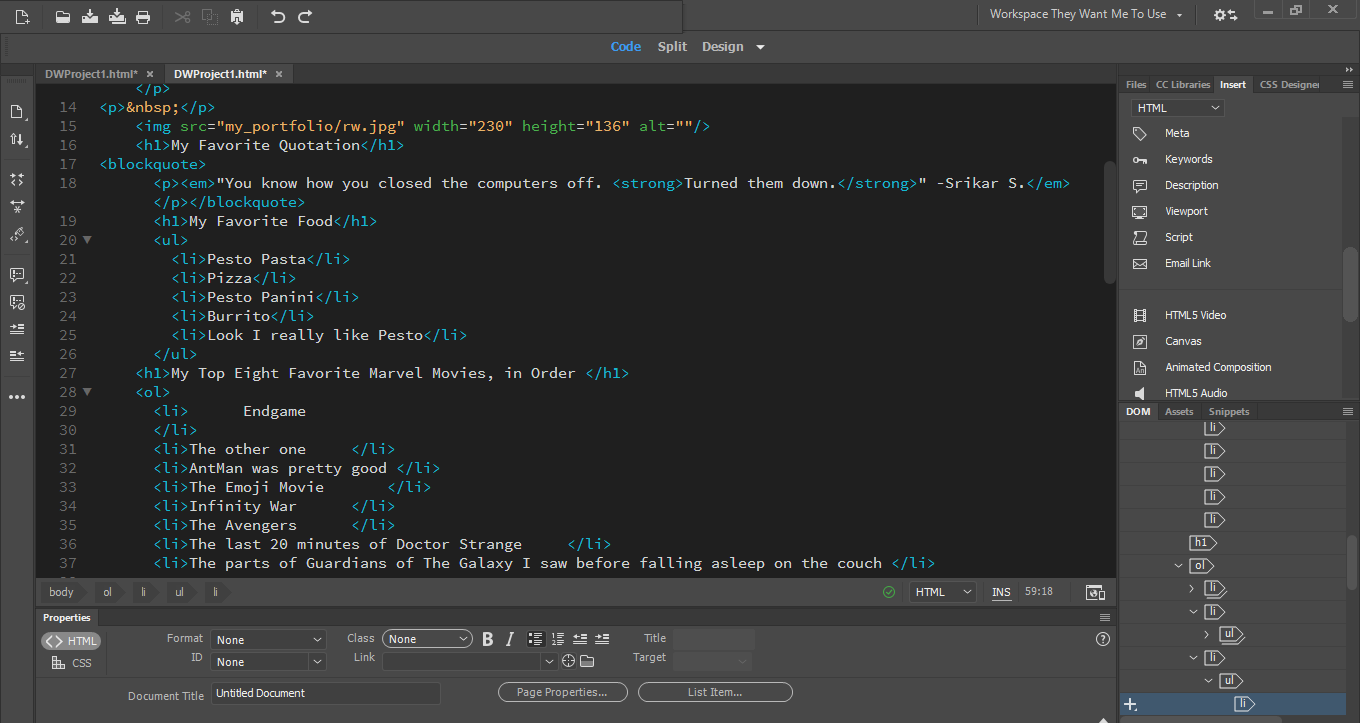 Workspace They Want Me To Use
Code Split Design
DWProject1.html* × DWProject1.html* ×
Files CC Libraries Insert CSS Designer
</p>
14 <p>&nbsp;</p>
15 <img src="my_portfolio/rw.jpg" width="230" height="136" alt=""/>
16 <h1>My Favorite Quotation</h1>
17 <blockquote>
18 <p><em>"You know how you closed the computers off. <strong>Turned them down.</strong>" -Srikar S.</em>
</p></blockquote>
19 <h1>My Favorite Food</h1>
20 <ul>
21 <li>Pesto Pasta</li>
22 <li>Pizza</li>
23 <li>Pesto Panini</li>
24 <li>Burrito</li>
25 <li>Look I really like Pesto</li>
26 </ul>
27 <h1>My Top Eight Favorite Marvel Movies, in Order </h1>
28 <ol>
29 <li> Endgame
30 </li>
31 <li>The other one </li>
32 <li>AntMan was pretty good </li>
33 <li>The Emoji Movie </li>
34 <li>Infinity War </li>
35 <li>The Avengers </li>
36 <li>The last 20 minutes of Doctor Strange </li>
37 <li>The parts of Guardians of The Galaxy I saw before falling asleep on the couch </li>
HTML
Meta
Keywords
Description
Viewport
Script
Email Link
HTML5 Video
Canvas
Animated Composition
HTML5 Audio
DOM Assets Snippets
li
li
li
li
li
h1
ol
li
li
ul
li
ul
li
body ol li ul li
HTML INS 59:18
Properties
<> HTML
CSS
Format None Class None B I Title
ID None Link Target
Document Title Untitled Document Page Properties... List Item...